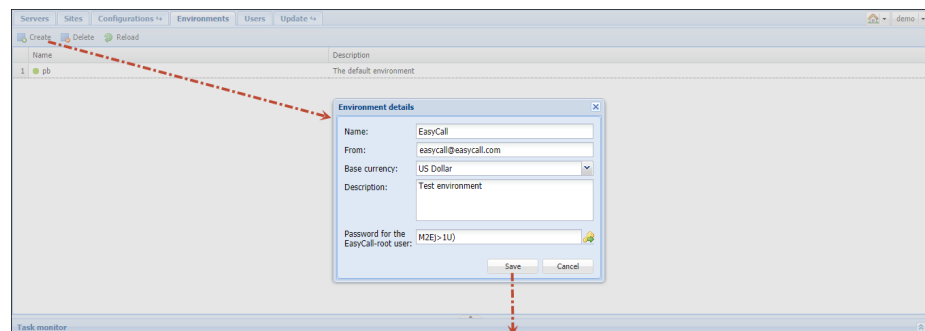 Servers Sites Configurations Environments Users Update demo
Create Delete Reload
Name Description
1 pb The default environment
Environment details
Name: EasyCall
From: easycall@easycall.com
Base currency: US Dollar
Description: Test environment
Password for the
EasyCall-root user: M2Ej>1U)
Save Cancel
Task monitor